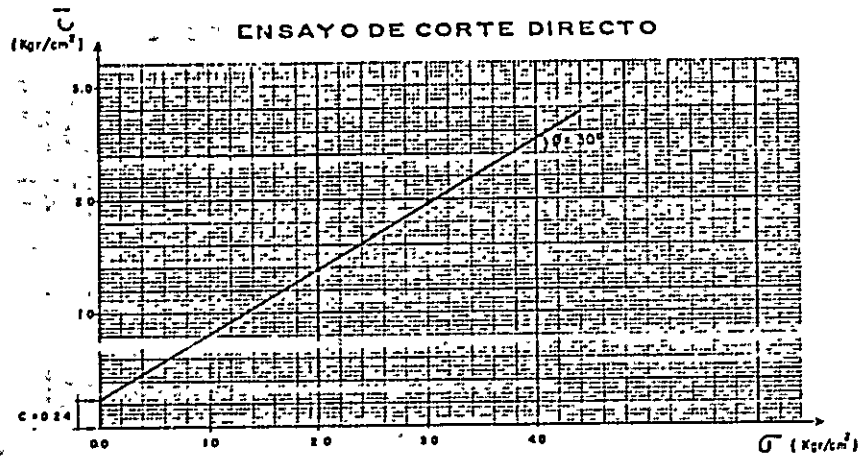 ENSAYO DE CORTE DIRECTO
(Kgr/cm²)
3.0
Ø = 30°
2.0
1.0
C = 0.24
0.0 1.0 2.0 3.0 4.0
σ (Kgr/cm²)